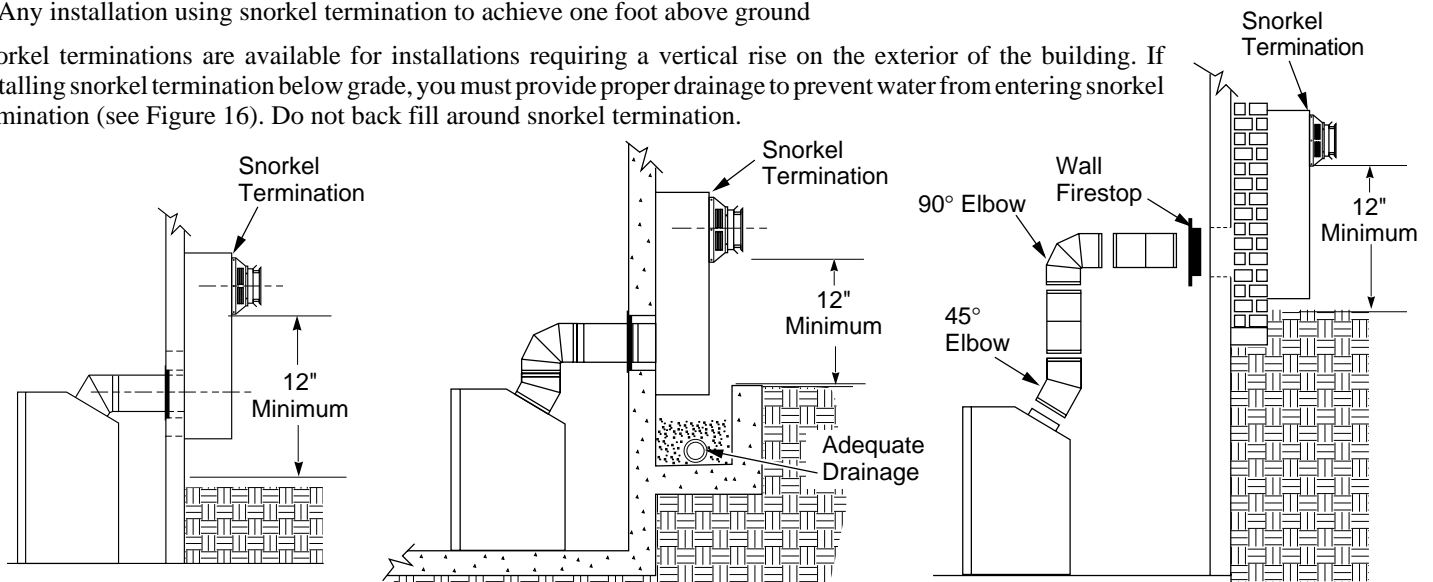 Any installation using snorkel termination to achieve one foot above ground
orkel terminations are available for installations requiring a vertical rise on the exterior of the building. If
talling snorkel termination below grade, you must provide proper drainage to prevent water from entering snorkel
mination (see Figure 16). Do not back fill around snorkel termination.
Snorkel
Termination
12"
Minimum
Snorkel
Termination
12"
Minimum
Adequate
Drainage
Snorkel
Termination
Wall
Firestop
90° Elbow
45°
Elbow
12"
Minimum